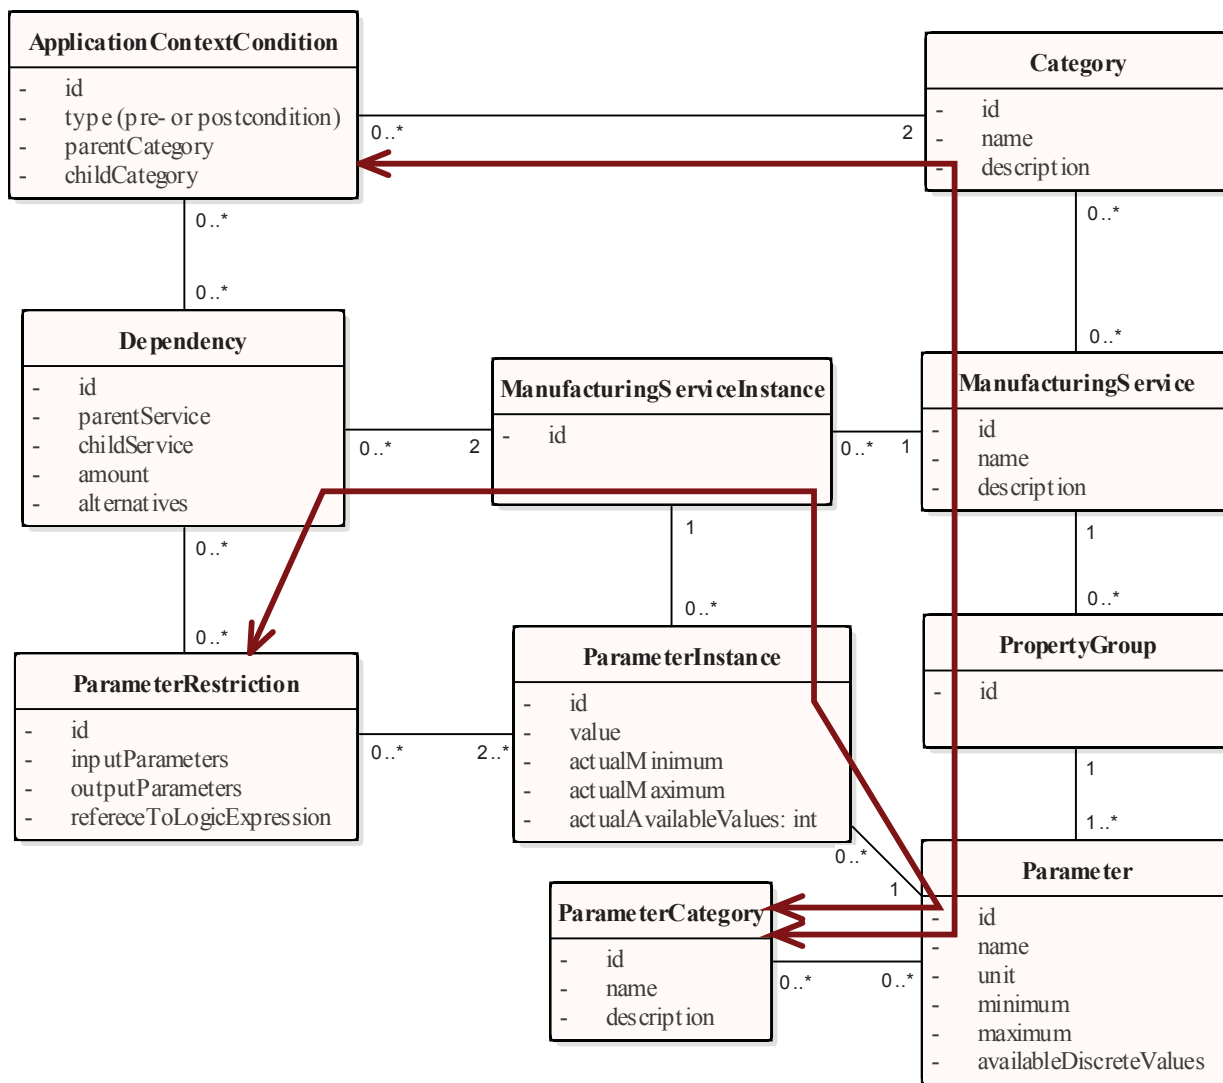 ApplicationContextCondition
- id
- type (pre- or postcondition)
- parentCategory
- childCategory
0..*
2
Category
- id
- name
- description
0..*
0..*
0..*
0..*
Dependency
- id
- parentService
- childService
- amount
- alternatives
0..*
2
ManufacturingServiceInstance
- id
0..*
1
ManufacturingService
- id
- name
- description
0..*
0..*
1
0..*
1
0..*
ParameterRestriction
- id
- inputParameters
- outputParameters
- refereceToLogicExpression
0..*
2..*
ParameterInstance
- id
- value
- actualMinimum
- actualMaximum
- actualAvailableValues: int
PropertyGroup
- id
1
1..*
0..*
1
ParameterCategory
- id
- name
- description
0..*
0..*
Parameter
- id
- name
- unit
- minimum
- maximum
- availableDiscreteValues